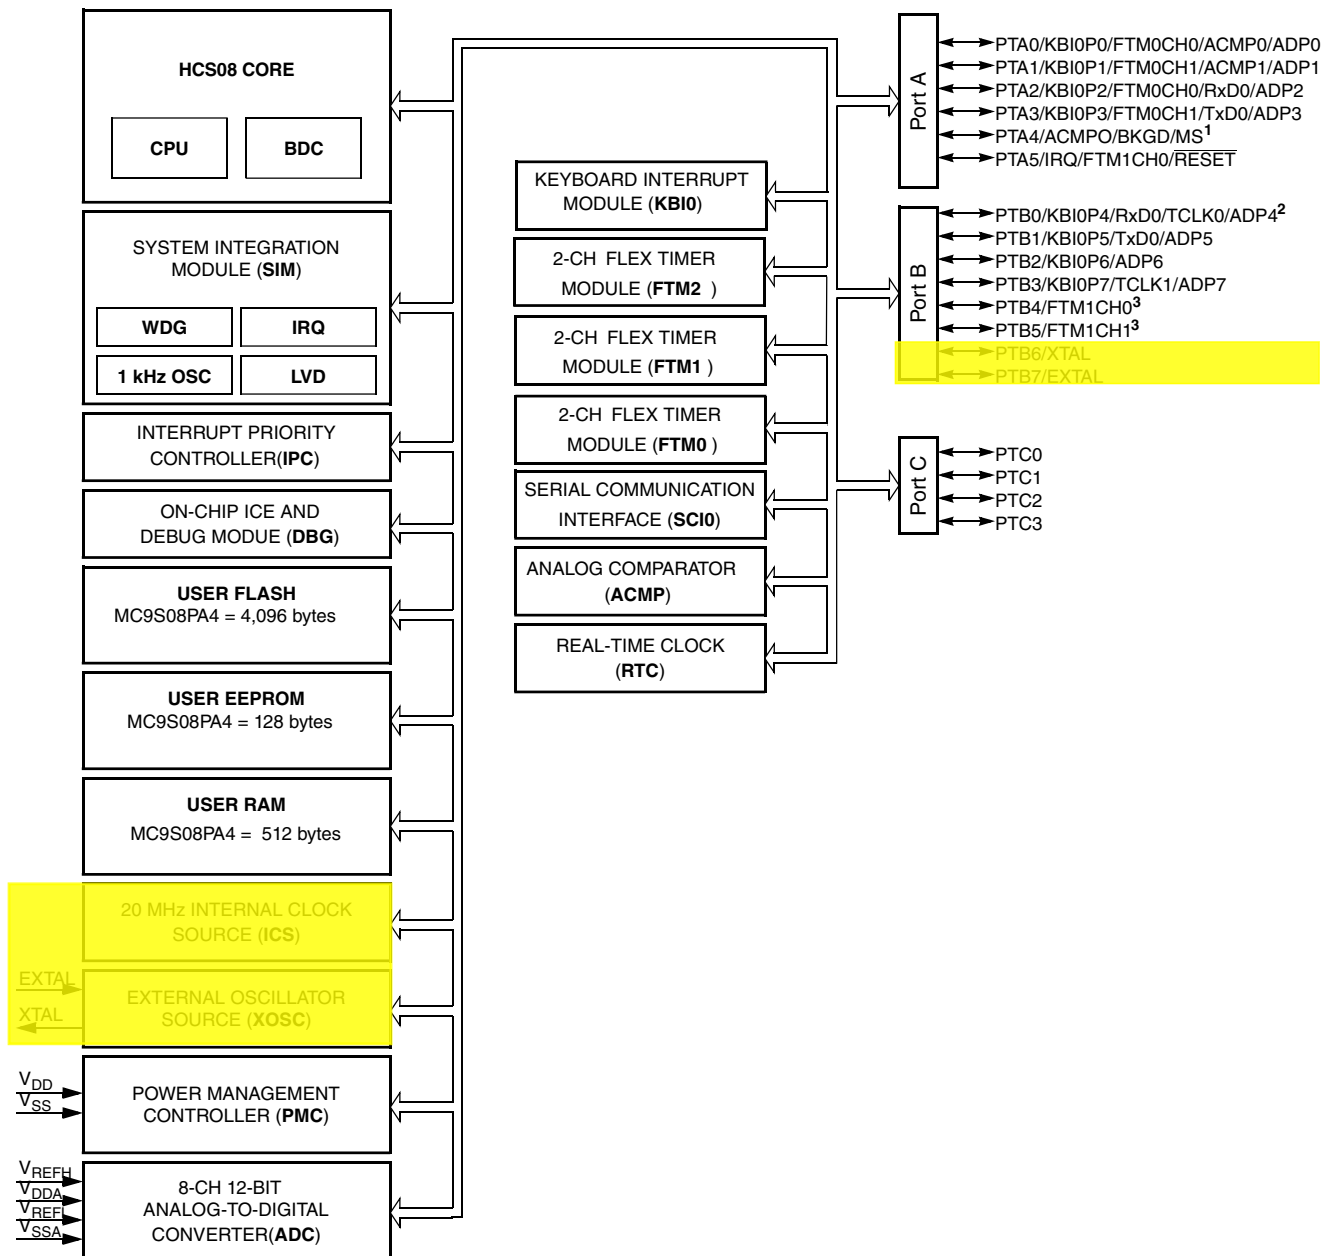 HCS08 CORE
CPU
BDC
SYSTEM INTEGRATION
MODULE (SIM)
WDG
IRQ
1 kHz OSC
LVD
INTERRUPT PRIORITY
CONTROLLER(IPC)
ON-CHIP ICE AND
DEBUG MODUE (DBG)
USER FLASH
MC9S08PA4 = 4,096 bytes
USER EEPROM
MC9S08PA4 = 128 bytes
USER RAM
MC9S08PA4 = 512 bytes
20 MHz INTERNAL CLOCK
SOURCE (ICS)
EXTAL
XTAL
EXTERNAL OSCILLATOR
SOURCE (XOSC)
VDD
VSS
POWER MANAGEMENT
CONTROLLER (PMC)
VREFH
VDDA
VREFL
VSSA
8-CH 12-BIT
ANALOG-TO-DIGITAL
CONVERTER(ADC)
KEYBOARD INTERRUPT
MODULE (KBI0)
2-CH FLEX TIMER
MODULE (FTM2 )
2-CH FLEX TIMER
MODULE (FTM1 )
2-CH FLEX TIMER
MODULE (FTM0 )
SERIAL COMMUNICATION
INTERFACE (SCI0)
ANALOG COMPARATOR
(ACMP)
REAL-TIME CLOCK
(RTC)
Port A
PTA0/KBI0P0/FTM0CH0/ACMP0/ADP0
PTA1/KBI0P1/FTM0CH1/ACMP1/ADP1
PTA2/KBI0P2/FTM0CH0/RxD0/ADP2
PTA3/KBI0P3/FTM0CH1/TxD0/ADP3
PTA4/ACMPO/BKGD/MS1
PTA5/IRQ/FTM1CH0/RESET
Port B
PTB0/KBI0P4/RxD0/TCLK0/ADP42
PTB1/KBI0P5/TxD0/ADP5
PTB2/KBI0P6/ADP6
PTB3/KBI0P7/TCLK1/ADP7
PTB4/FTM1CH03
PTB5/FTM1CH13
PTB6/XTAL
PTB7/EXTAL
Port C
PTC0
PTC1
PTC2
PTC3